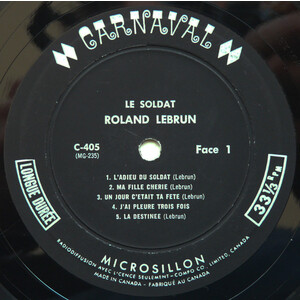 CARNAVAL
LE SOLDAT
ROLAND LEBRUN
C-405
(MG-235)
Face 1
1. L'ADIEU DU SOLDAT (Lebrun)
2. MA FILLE CHERIE (Lebrun)
3. UN JOUR C'ETAIT TA FETE (Lebrun)
4. J'AI PLEURE TROIS FOIS
5. LA DESTINEE (Lebrun)
LONGUE DURÉE
33⅓ R.P.M.
MICROSILLON
RADIODIFFUSION AVEC L'CENCE SEULEMENT - COMPO CO. LIMITED, CANADA.
MADE IN CANADA - FABRIQUÉ AU CANADA